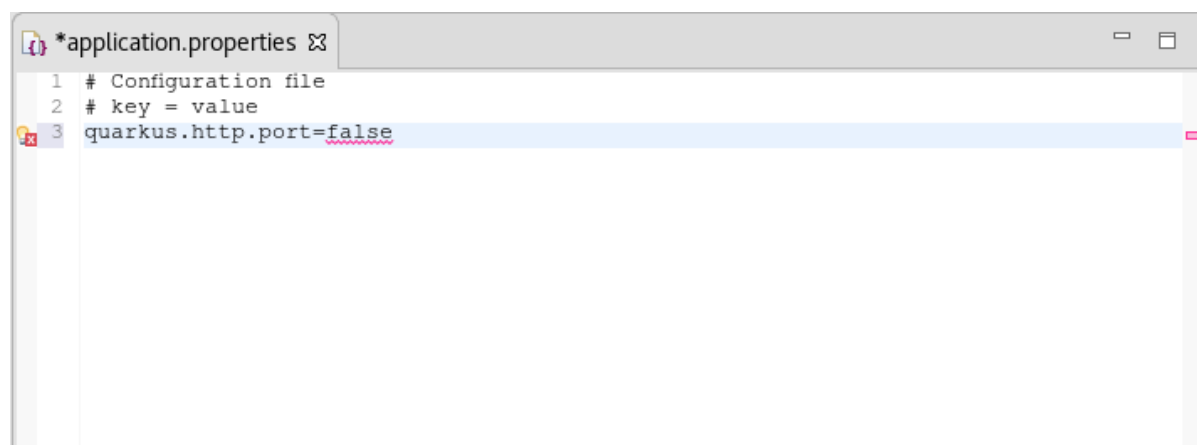 *application.properties
1 # Configuration file
2 # key = value
3 quarkus.http.port=false